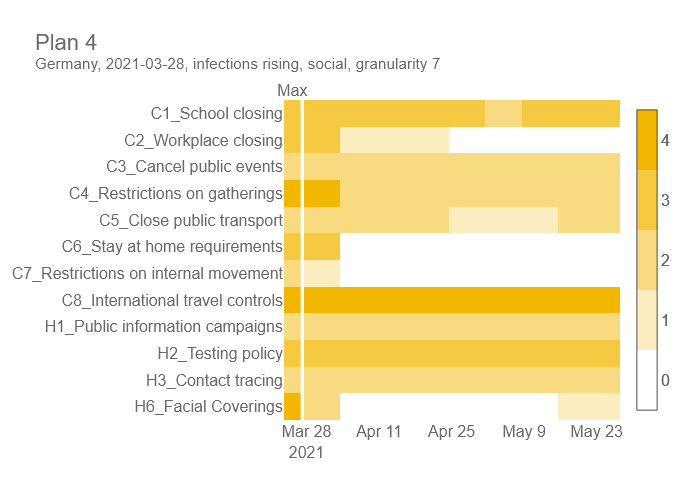 Plan 4
Germany, 2021-03-28, infections rising, social, granularity 7
Max
C1_School closing
C2_Workplace closing
C3_Cancel public events
C4_Restrictions on gatherings
C5_Close public transport
C6_Stay at home requirements
C7_Restrictions on internal movement
C8_International travel controls
H1_Public information campaigns
H2_Testing policy
H3_Contact tracing
H6_Facial Coverings
4
3
2
1
0
Mar 28 Apr 11 Apr 25 May 9 May 23
2021